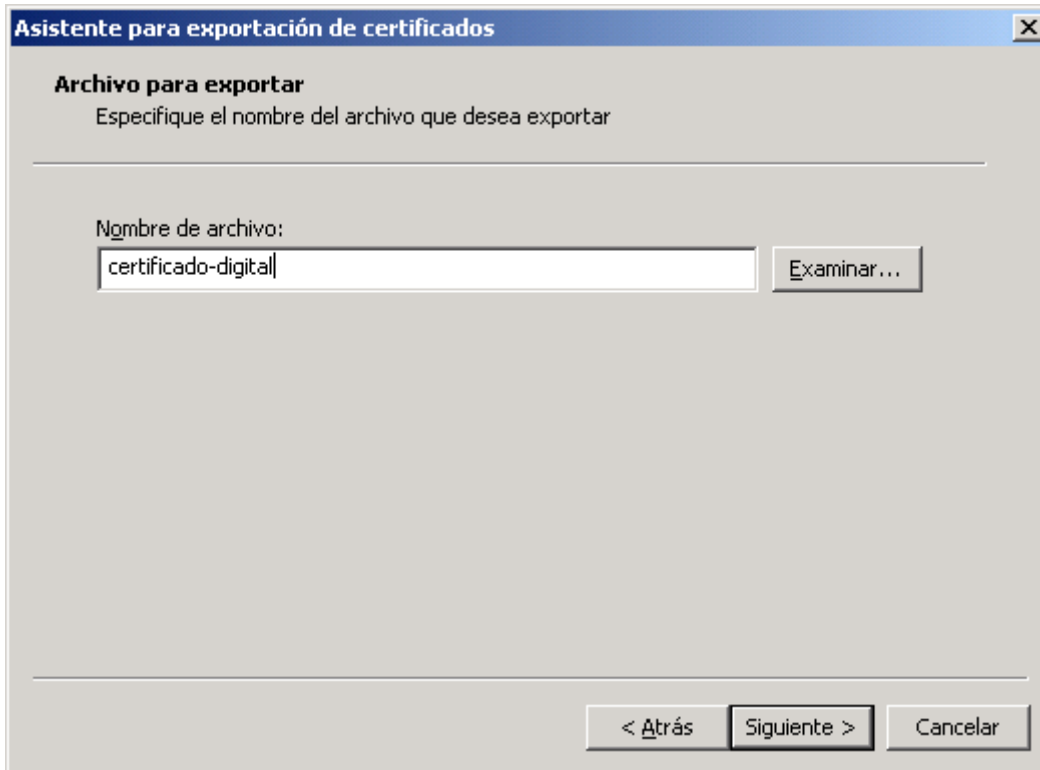 Asistente para exportación de certificados
Archivo para exportar
Especifique el nombre del archivo que desea exportar
Nombre de archivo:
certificado-digital
Examinar...
< Atrás
Siguiente >
Cancelar